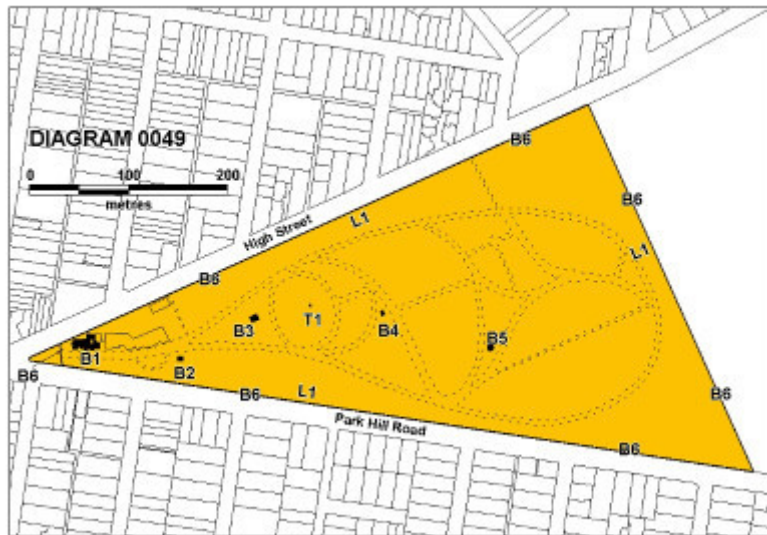 DIAGRAM 0049
0 100 200
metres
High Street
B6
B6
L1
B6
L1
B6
B3
T1
B4
B1
B2
B5
B6
B6
L1
B6
Park Hill Road
B6